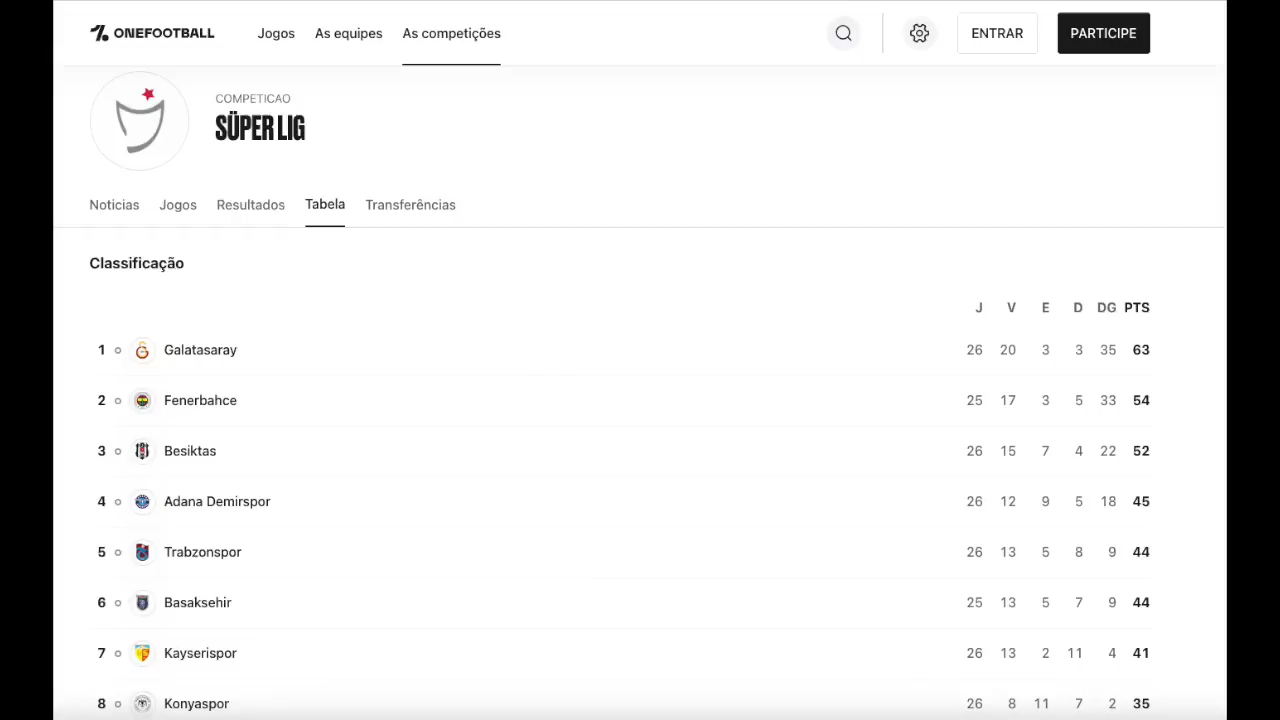 ONEFOOTBALL Jogos As equipes As competições ENTRAR PARTICIPE
COMPETICAO
SÜPER LIG
Noticias Jogos Resultados Tabela Transferências
Classificação
J V E D DG PTS
1 Galatasaray 26 20 3 3 35 63
2 Fenerbahce 25 17 3 5 33 54
3 Besiktas 26 15 7 4 22 52
4 Adana Demirspor 26 12 9 5 18 45
5 Trabzonspor 26 13 5 8 9 44
6 Basaksehir 25 13 5 7 9 44
7 Kayserispor 26 13 2 11 4 41
8 Konyaspor 26 8 11 7 2 35